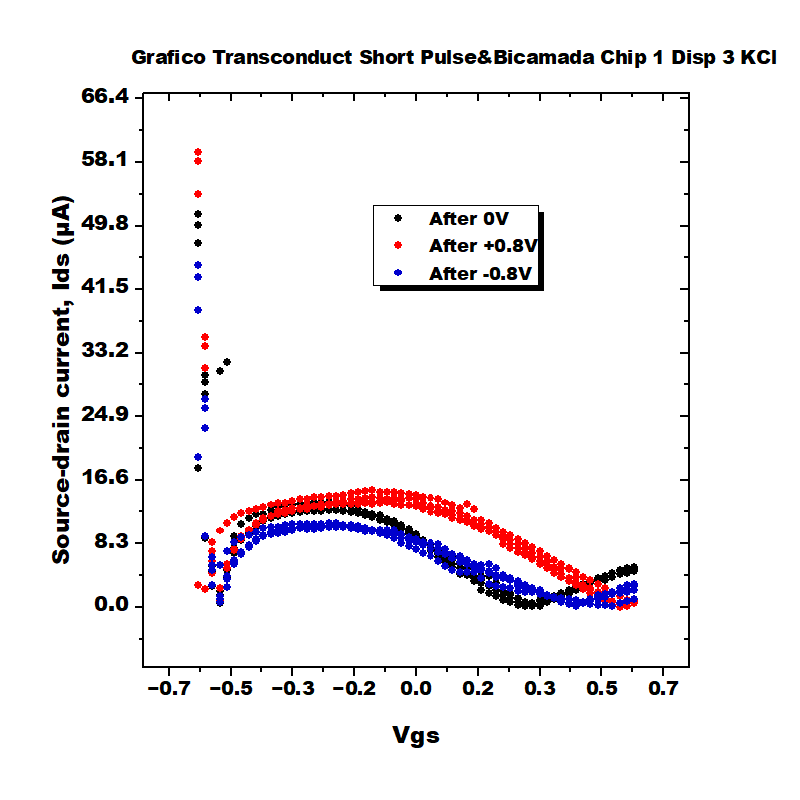 Grafico Transconduct Short Pulse&Bicamada Chip 1 Disp 3 KCl
66.4
58.1
49.8
41.5
33.2
24.9
16.6
8.3
0.0
Source-drain current, Ids (μA)
After 0V
After +0.8V
After -0.8V
−0.7 −0.5 −0.3 −0.2 0.0 0.2 0.3 0.5 0.7
Vgs